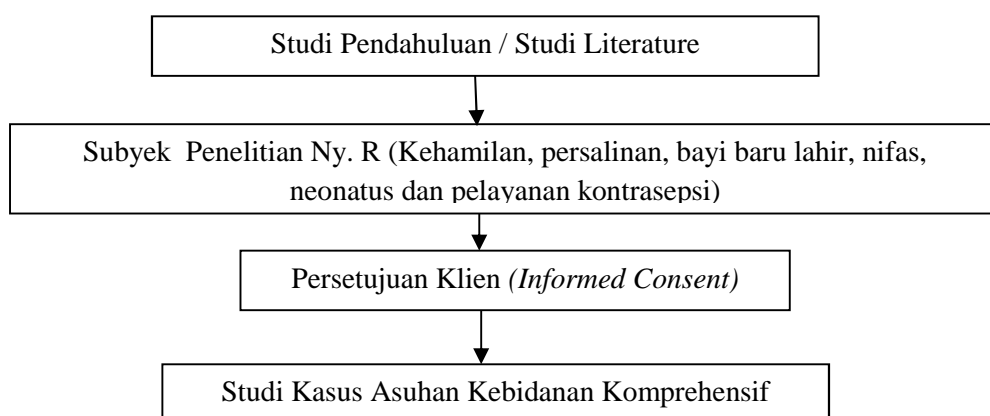 Studi Pendahuluan / Studi Literature
Subyek Penelitian Ny. R (Kehamilan, persalinan, bayi baru lahir, nifas,
neonatus dan pelayanan kontrasepsi)
Persetujuan Klien (Informed Consent)
Studi Kasus Asuhan Kebidanan Komprehensif